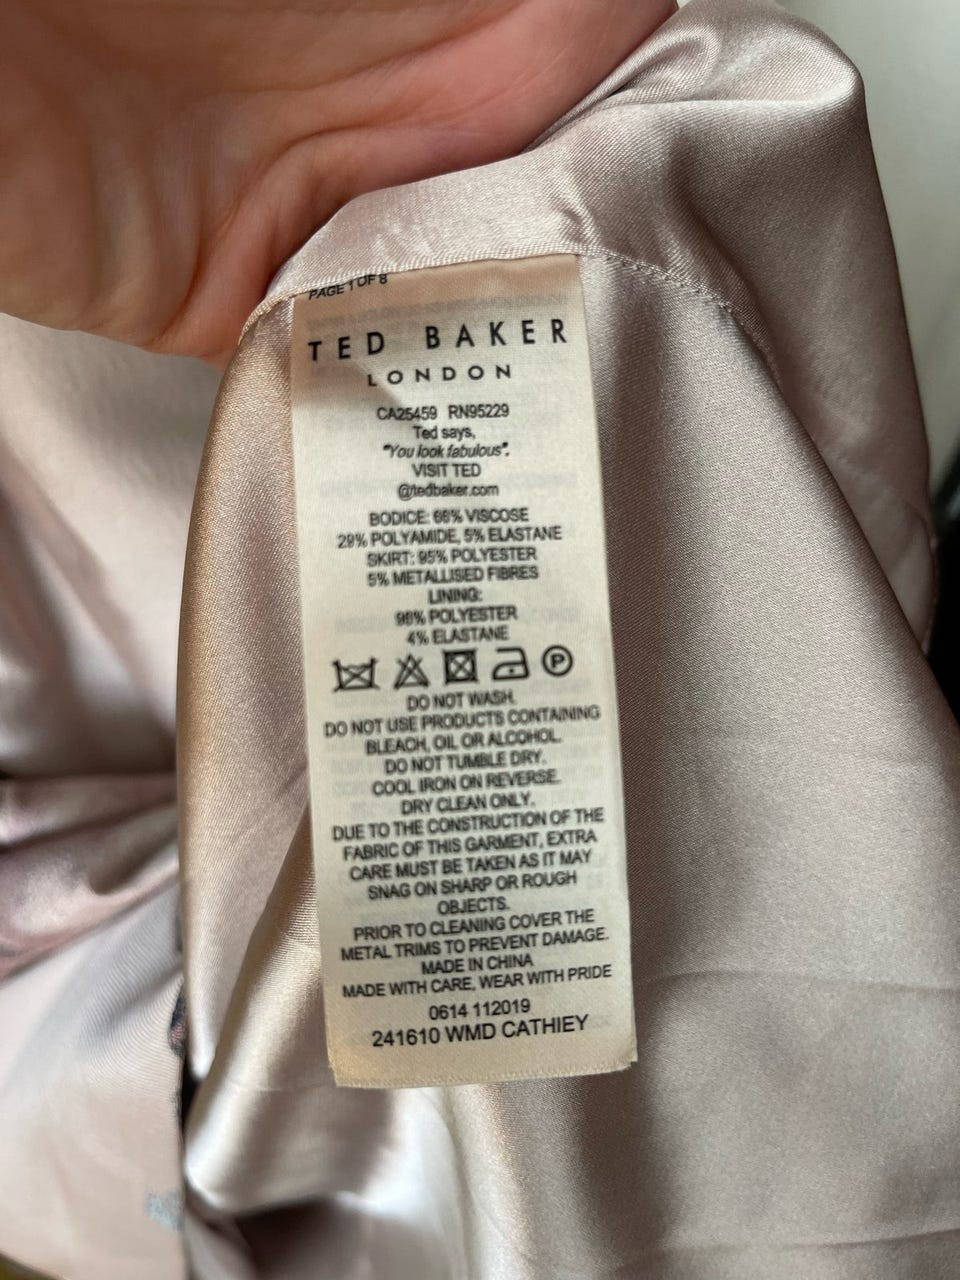 PAGE 1 OF 8
TED BAKER
LONDON
CA25459 RN95229
Ted says,
"You look fabulous".
VISIT TED
@tedbaker.com
BODICE: 66% VISCOSE
29% POLYAMIDE, 5% ELASTANE
SKIRT: 95% POLYESTER
5% METALLISED FIBRES
LINING:
96% POLYESTER
4% ELASTANE
P
DO NOT WASH.
DO NOT USE PRODUCTS CONTAINING
BLEACH, OIL OR ALCOHOL.
DO NOT TUMBLE DRY.
COOL IRON ON REVERSE.
DRY CLEAN ONLY.
DUE TO THE CONSTRUCTION OF THE
FABRIC OF THIS GARMENT, EXTRA
CARE MUST BE TAKEN AS IT MAY
SNAG ON SHARP OR ROUGH
OBJECTS.
PRIOR TO CLEANING COVER THE
METAL TRIMS TO PREVENT DAMAGE.
MADE IN CHINA
MADE WITH CARE, WEAR WITH PRIDE
0614 112019
241610 WMD CATHIEY